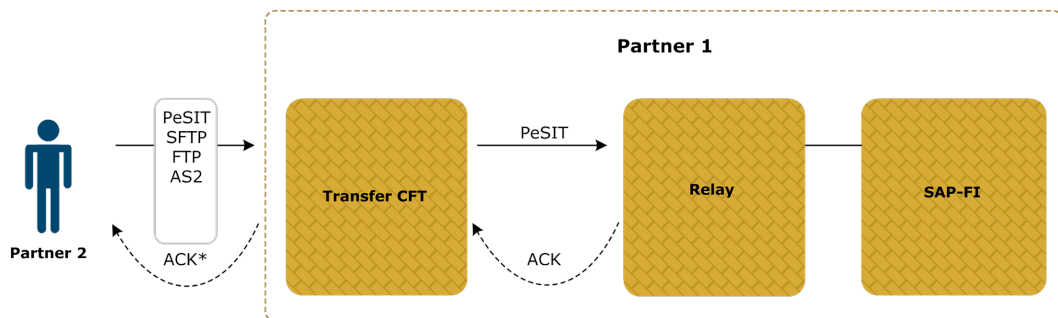 Partner 1
PeSIT
SFTP
FTP
AS2
PeSIT
Transfer CFT
Relay
SAP-FI
Partner 2
ACK*
ACK